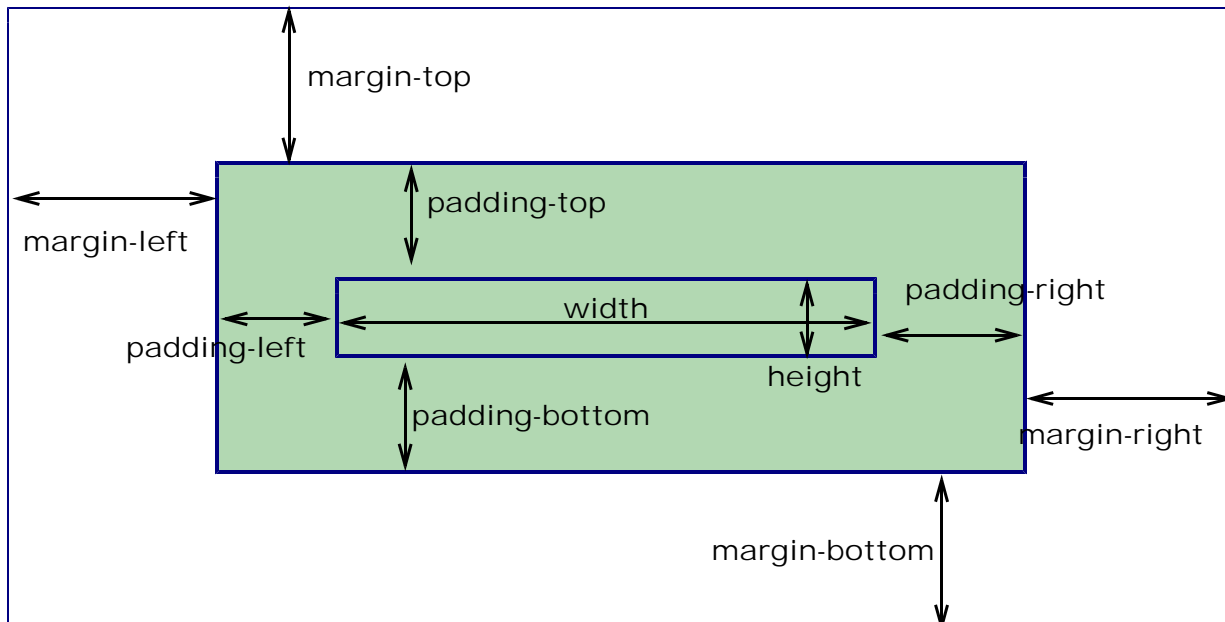 margin-top
padding-top
margin-left
padding-right
width
padding-left
height
padding-bottom
margin-right
margin-bottom